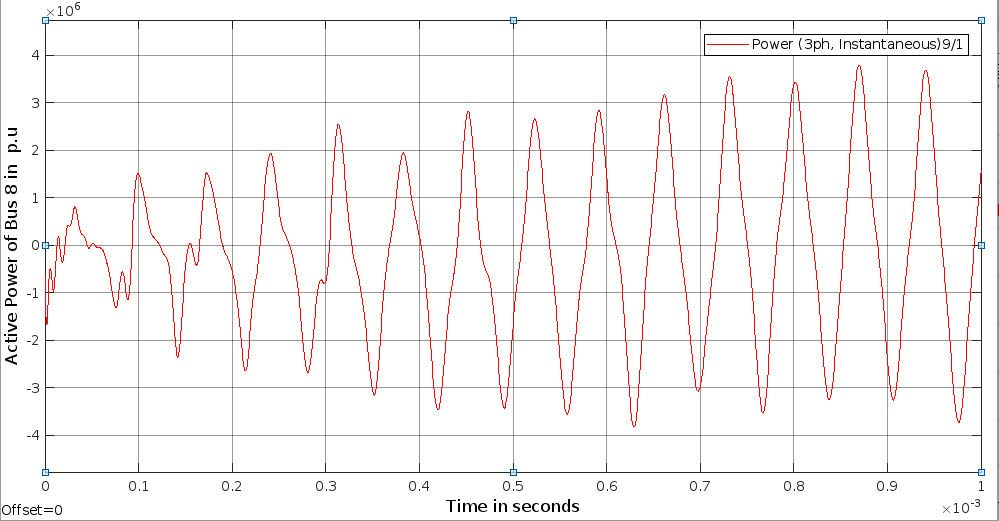 ×10⁶
Power (3ph, Instantaneous)9/1
4
3
2
1
0
-1
-2
-3
-4
Active Power of Bus 8 in p.u
0 0.1 0.2 0.3 0.4 0.5 0.6 0.7 0.8 0.9 1
Time in seconds
×10⁻³
Offset=0